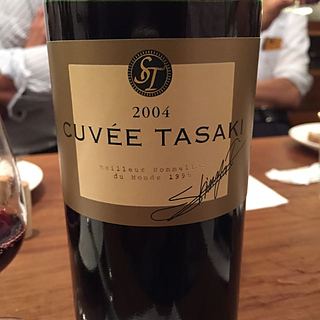 ST
2004
CUVÉE TASAKI
Meilleur Sommelier
du Monde 1995